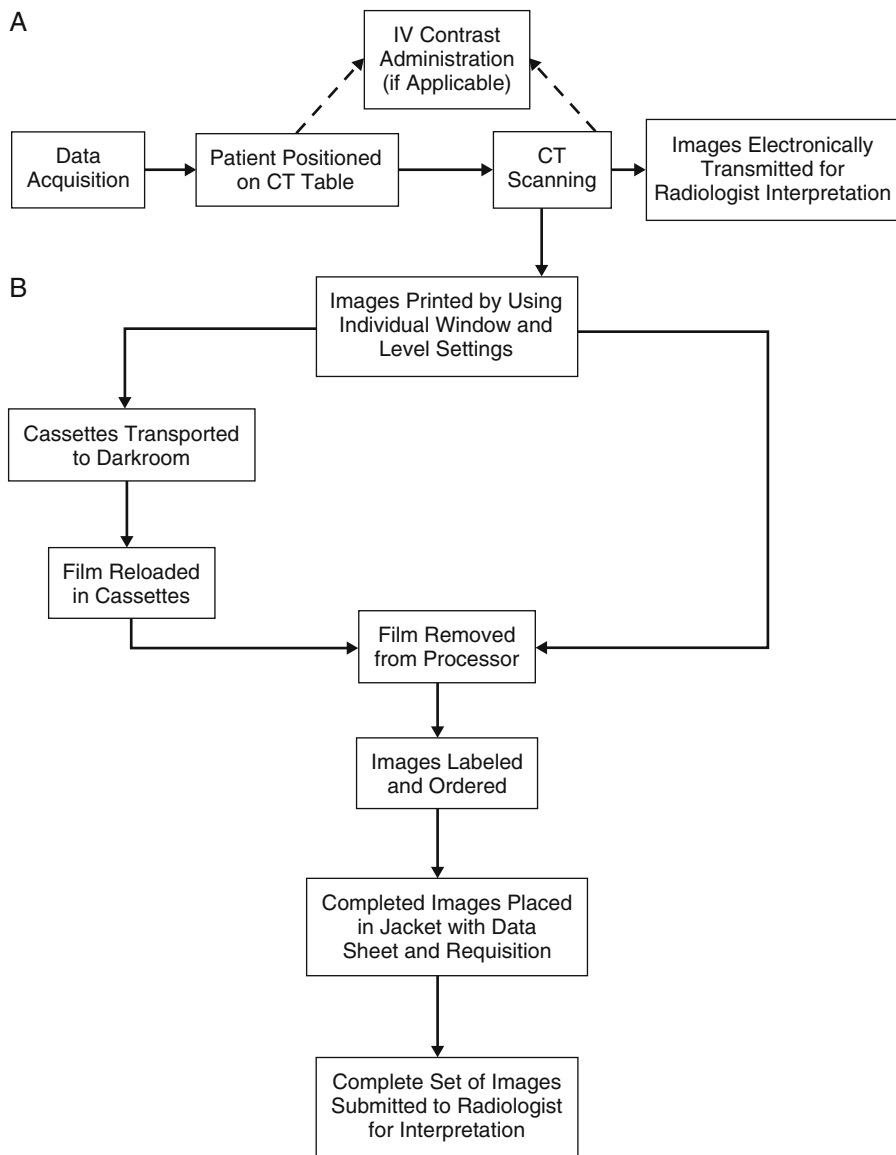 A
IV Contrast
Administration
(if Applicable)
Data
Acquisition
Patient Positioned
on CT Table
CT
Scanning
Images Electronically
Transmitted for
Radiologist Interpretation
B
Images Printed by Using
Individual Window and
Level Settings
Cassettes Transported
to Darkroom
Film Reloaded
in Cassettes
Film Removed
from Processor
Images Labeled
and Ordered
Completed Images Placed
in Jacket with Data
Sheet and Requisition
Complete Set of Images
Submitted to Radiologist
for Interpretation